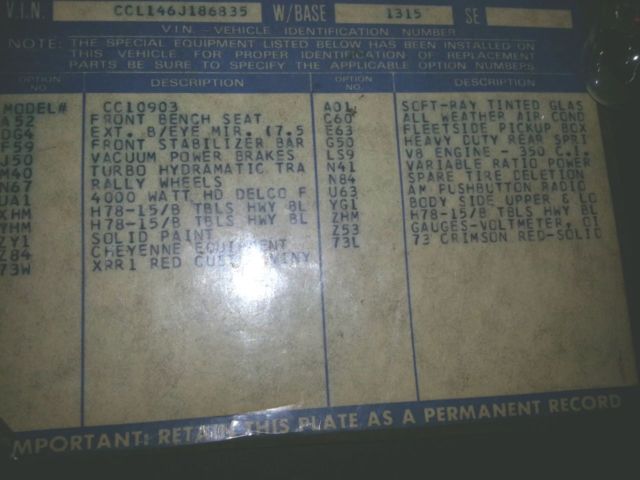 V.I.N. CCL146J186835 W/BASE 1315 SE
V.I.N. - VEHICLE IDENTIFICATION NUMBER
NOTE: THE SPECIAL EQUIPMENT LISTED BELOW HAS BEEN INSTALLED ON
THIS VEHICLE FOR PROPER IDENTIFICATION OF REPLACEMENT
PARTS BE SURE TO SPECIFY THE APPLICABLE OPTION NUMBERS.
OPTION NO DESCRIPTION OPTION NO. DESCRIPTION
MODEL# CC10903 A01 SOFT-RAY TINTED GLAS
A52 FRONT BENCH SEAT C60 ALL WEATHER AIR COND
DG4 EXT. B/EYE MIR. (7.5 E63 FLEETSIDE PICKUP BOX
F59 FRONT STABILIZER BAR G50 HEAVY DUTY REAR SPRI
J50 VACUUM POWER BRAKES LS9 V8 ENGINE - 350 C.I.
M40 TURBO HYDRAMATIC TRA N41 VARIABLE RATIO POWER
N67 RALLY WHEELS N84 SPARE TIRE DELETION
UA1 4000 WATT HD DELCO F U63 AM PUSHBUTTON RADIO
XHM H78-15/B TBLS HWY BL YG1 BODY SIDE UPPER & LO
YHM H78-15/B TBLS HWY BL ZHM H78-15/B TBLS HWY BL
ZY1 SOLID PAINT Z53 GAUGES-VOLTMETER, OI
Z84 CHEYENNE EQUIPMENT 73L 73 CRIMSON RED-SOLID
73W XRR1 RED VINY
IMPORTANT: RETAIN THIS PLATE AS A PERMANENT RECORD